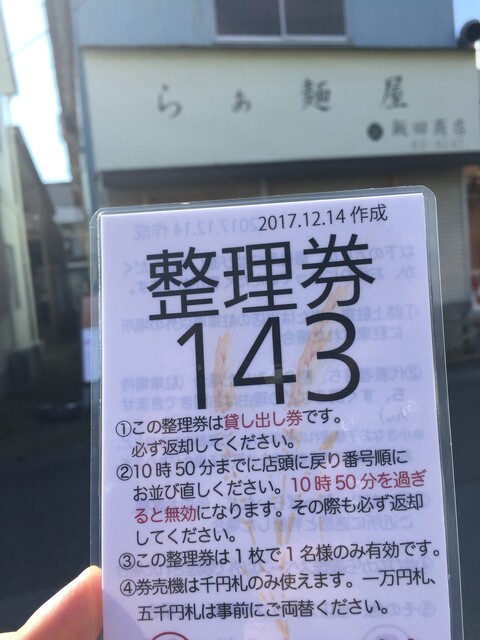 らぁ麺屋
飯田商店
2017.12.14 作成
整理券
143
①この整理券は貸し出し券です。
必ず返却してください。
②10時50分までに店頭に戻り番号順に
お並び直しください。10時50分を過ぎ
ると無効になります。その際も必ず返却
してください。
③この整理券は1枚で1名様のみ有効です。
④券売機は千円札のみ使えます。一万円札、
五千円札は事前にご両替ください。